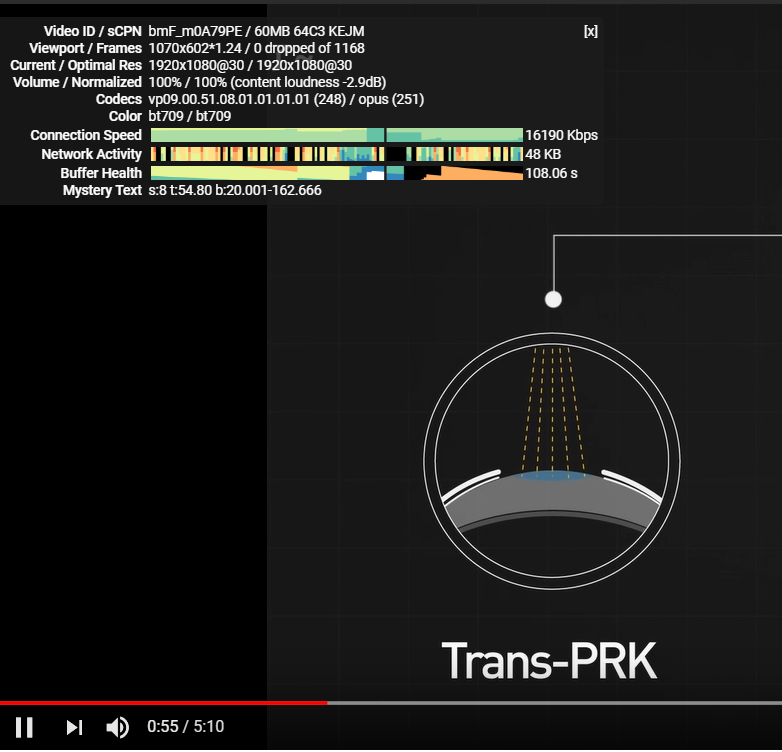 Video ID / sCPN bmF_m0A79PE / 60MB 64C3 KEJM [x]
Viewport / Frames 1070x602*1.24 / 0 dropped of 1168
Current / Optimal Res 1920x1080@30 / 1920x1080@30
Volume / Normalized 100% / 100% (content loudness -2.9dB)
Codecs vp09.00.51.08.01.01.01.01 (248) / opus (251)
Color bt709 / bt709
Connection Speed 16190 Kbps
Network Activity 48 KB
Buffer Health 108.06 s
Mystery Text s:8 t:54.80 b:20.001-162.666
Trans-PRK
0:55 / 5:10